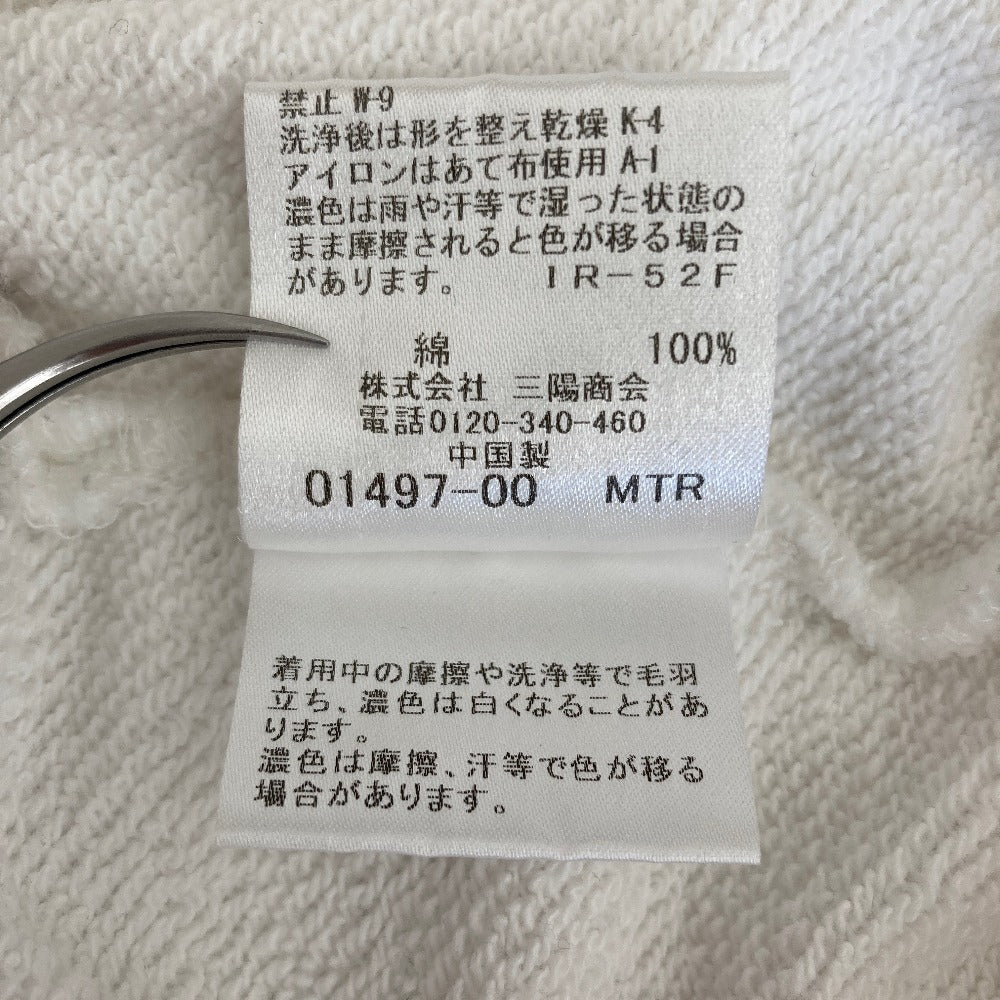 禁止 W-9
洗浄後は形を整え乾燥 K-4
アイロンはあて布使用 A-1
濃色は雨や汗等で湿った状態の
まま摩擦されると色が移る場合
があります。 IR-52F
綿 100%
株式会社 三陽商会
電話0120-340-460
中国製
01497-00 MTR
着用中の摩擦や洗浄等で毛羽
立ち、濃色は白くなることがあ
ります。
濃色は摩擦、汗等で色が移る
場合があります。